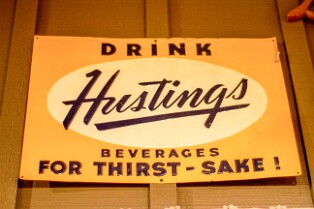 DRINK
Hustings
BEVERAGES
FOR THIRST-SAKE!